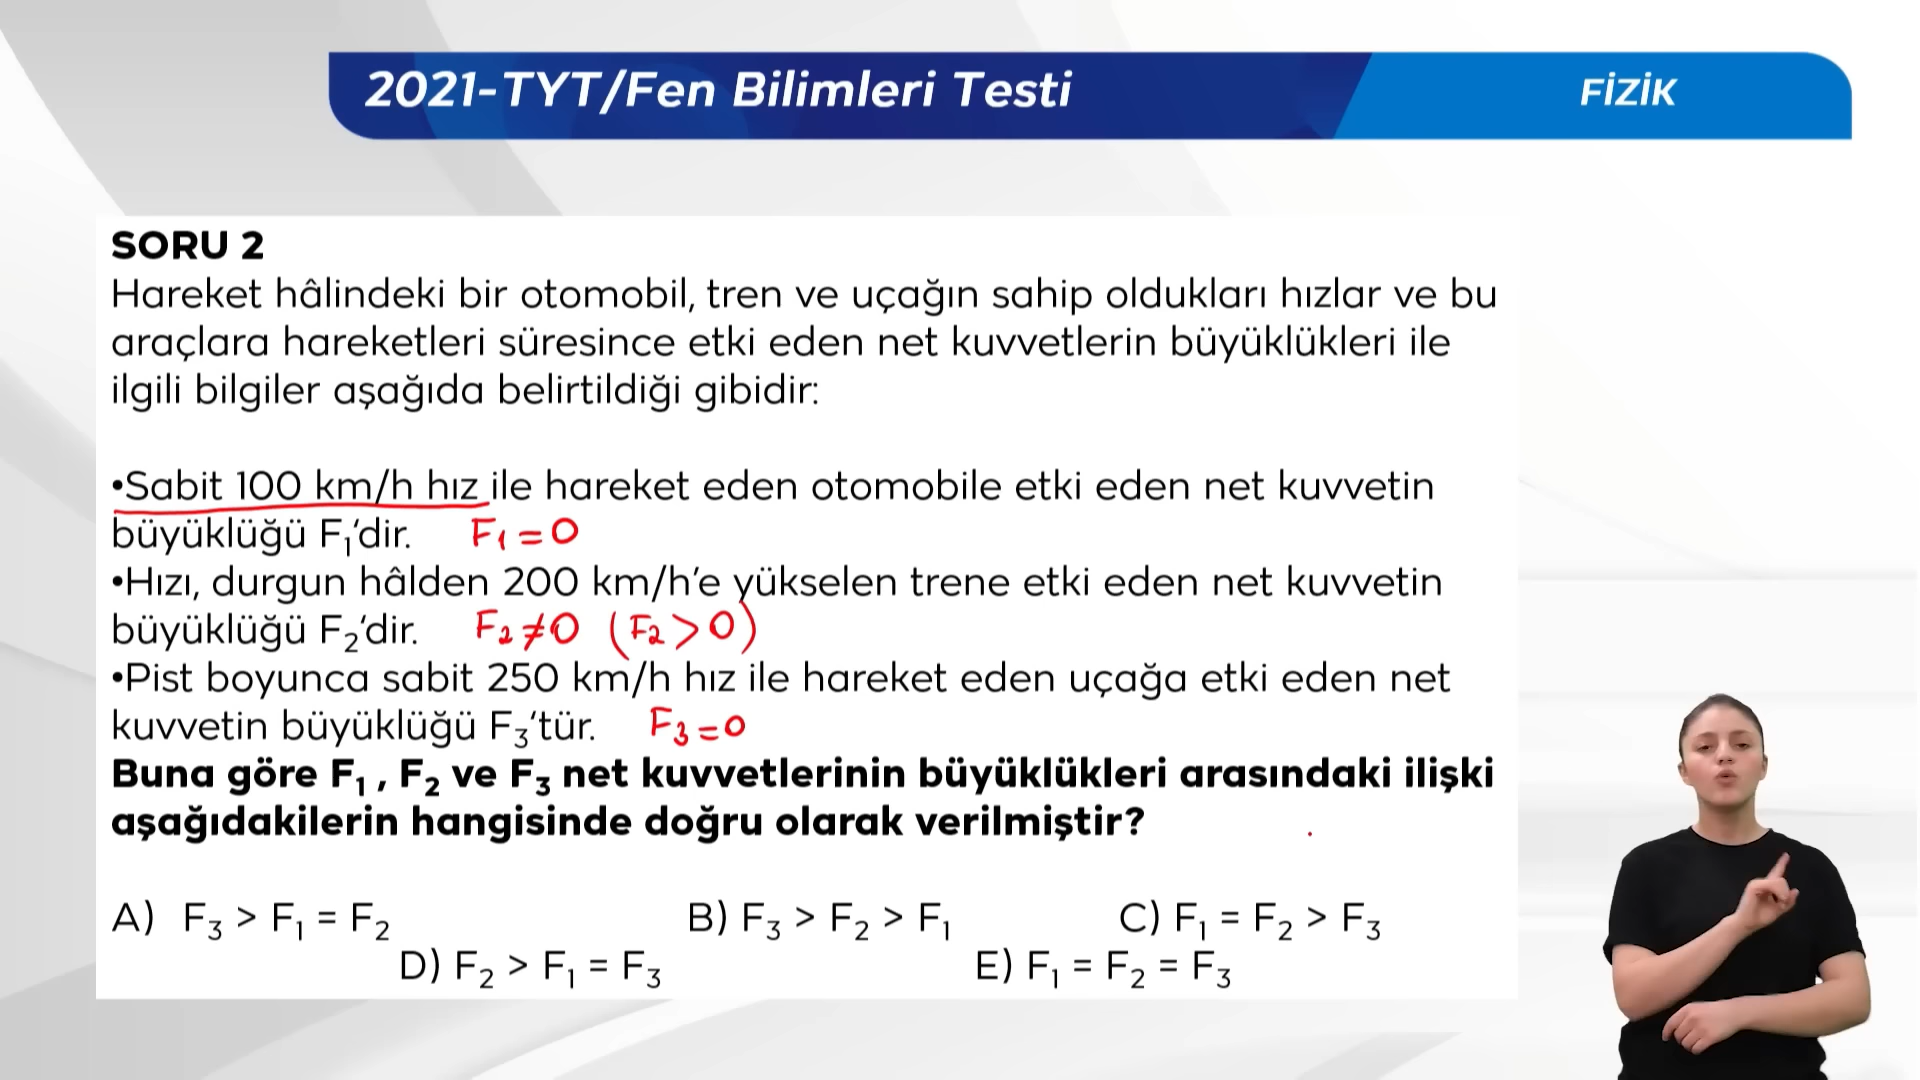 2021-TYT/Fen Bilimleri Testi
FİZİK
SORU 2
Hareket hâlindeki bir otomobil, tren ve uçağın sahip oldukları hızlar ve bu
araçlara hareketleri süresince etki eden net kuvvetlerin büyüklükleri ile
ilgili bilgiler aşağıda belirtildiği gibidir:
•Sabit 100 km/h hız ile hareket eden otomobile etki eden net kuvvetin
büyüklüğü F₁'dir. F₁=0
•Hızı, durgun hâlden 200 km/h'e yükselen trene etki eden net kuvvetin
büyüklüğü F₂'dir. F₂≠0 (F₂>0)
•Pist boyunca sabit 250 km/h hız ile hareket eden uçağa etki eden net
kuvvetin büyüklüğü F₃'tür. F₃=0
Buna göre F₁ , F₂ ve F₃ net kuvvetlerinin büyüklükleri arasındaki ilişki
aşağıdakilerin hangisinde doğru olarak verilmiştir?
A) F₃ > F₁ = F₂ B) F₃ > F₂ > F₁ C) F₁ = F₂ > F₃
D) F₂ > F₁ = F₃ E) F₁ = F₂ = F₃